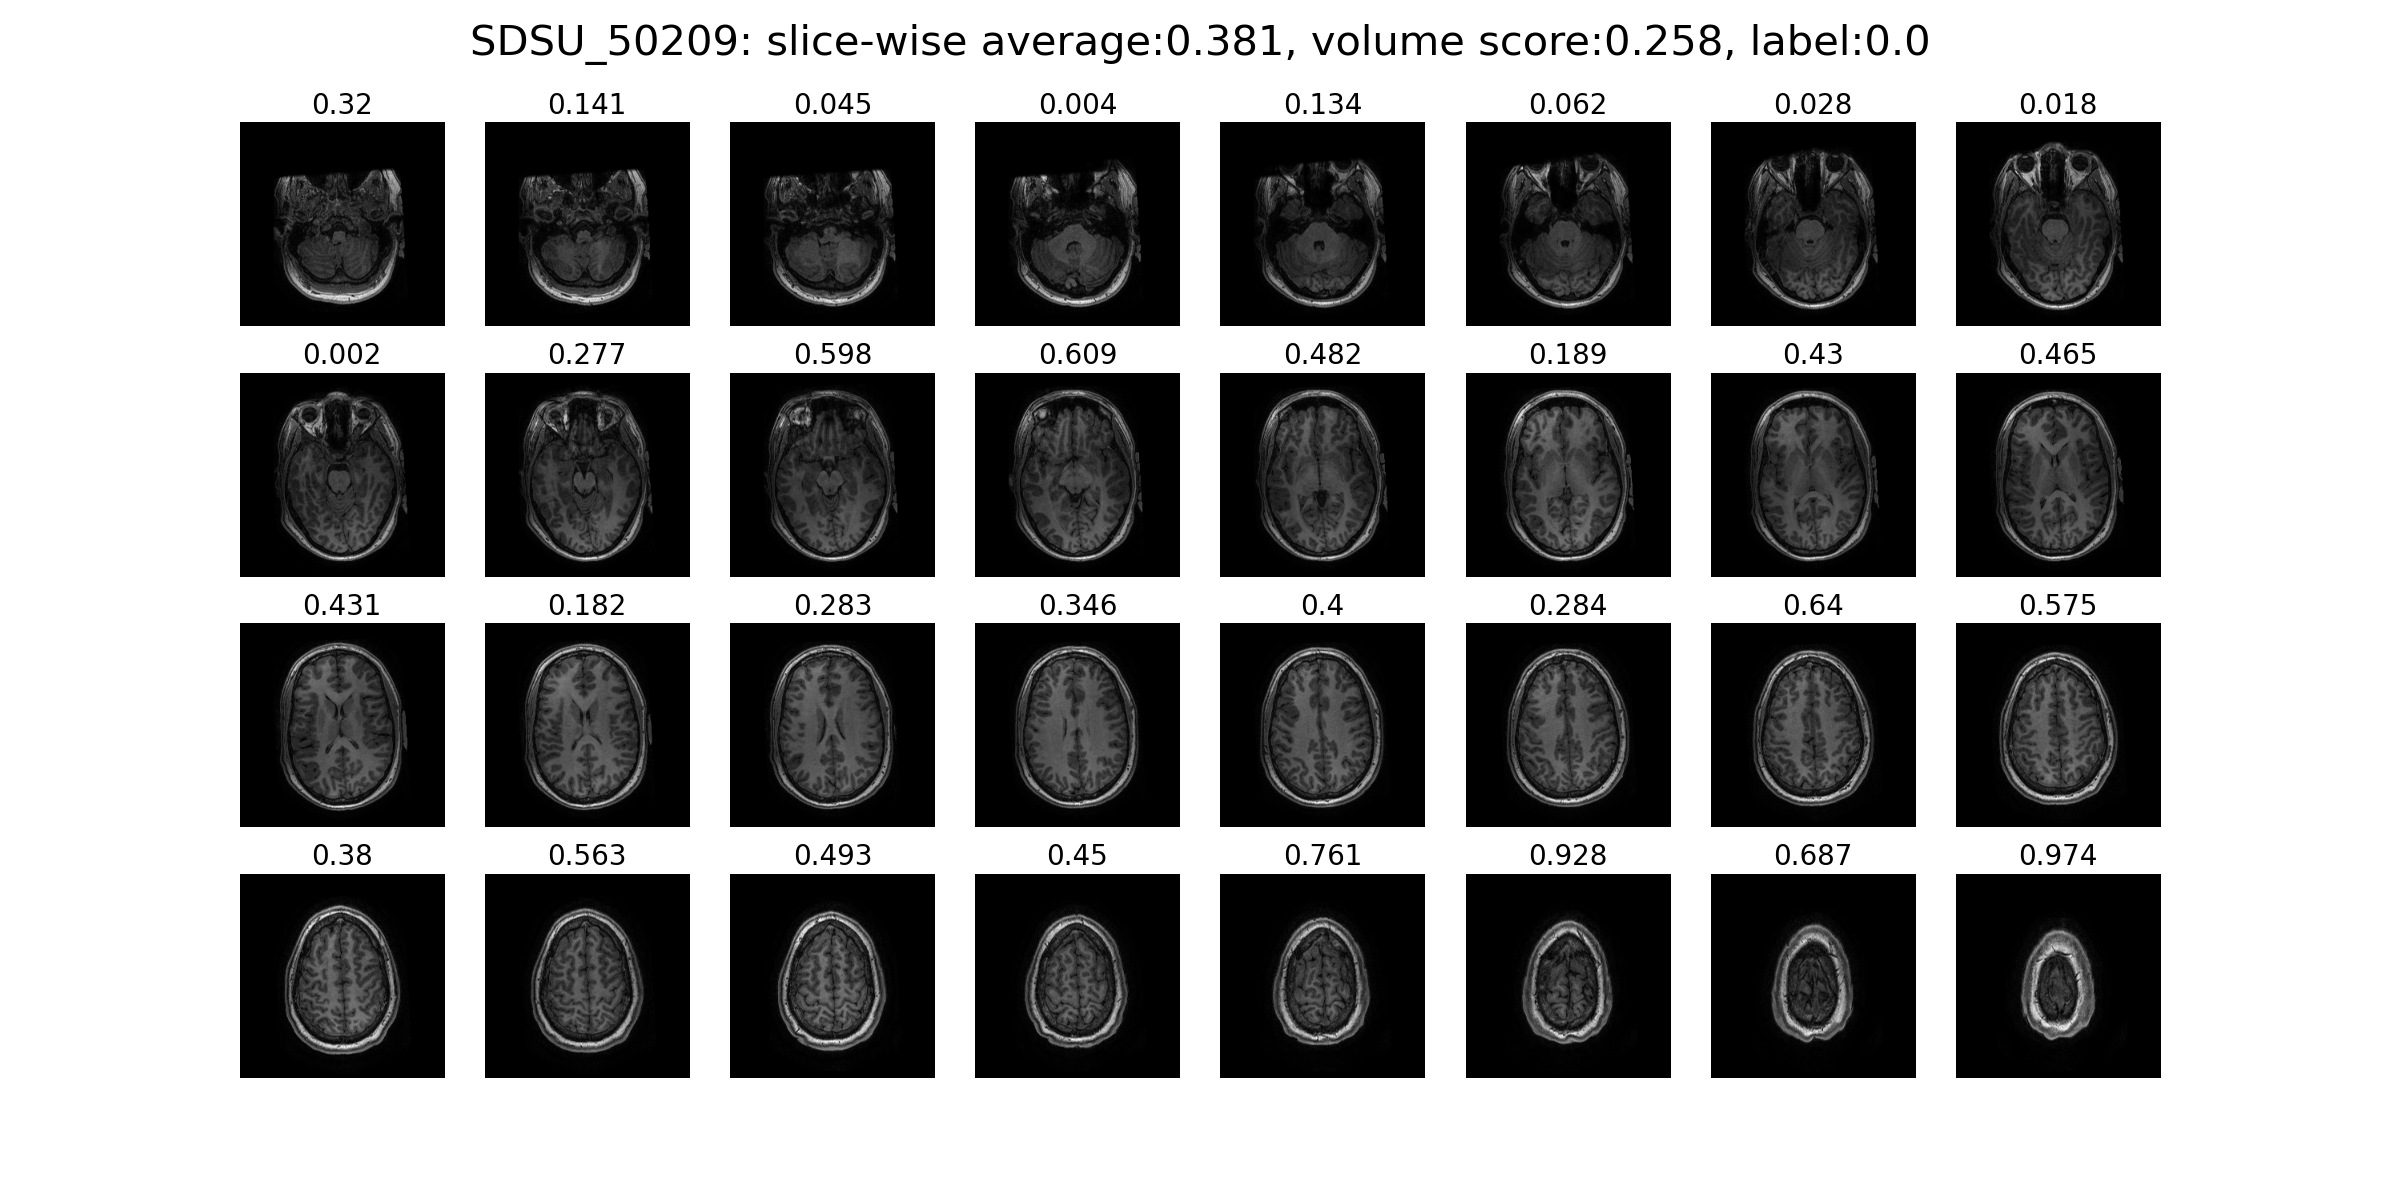 SDSU_50209: slice-wise average:0.381, volume score:0.258, label:0.0
0.32 0.141 0.045 0.004 0.134 0.062 0.028 0.018
0.002 0.277 0.598 0.609 0.482 0.189 0.43 0.465
0.431 0.182 0.283 0.346 0.4 0.284 0.64 0.575
0.38 0.563 0.493 0.45 0.761 0.928 0.687 0.974